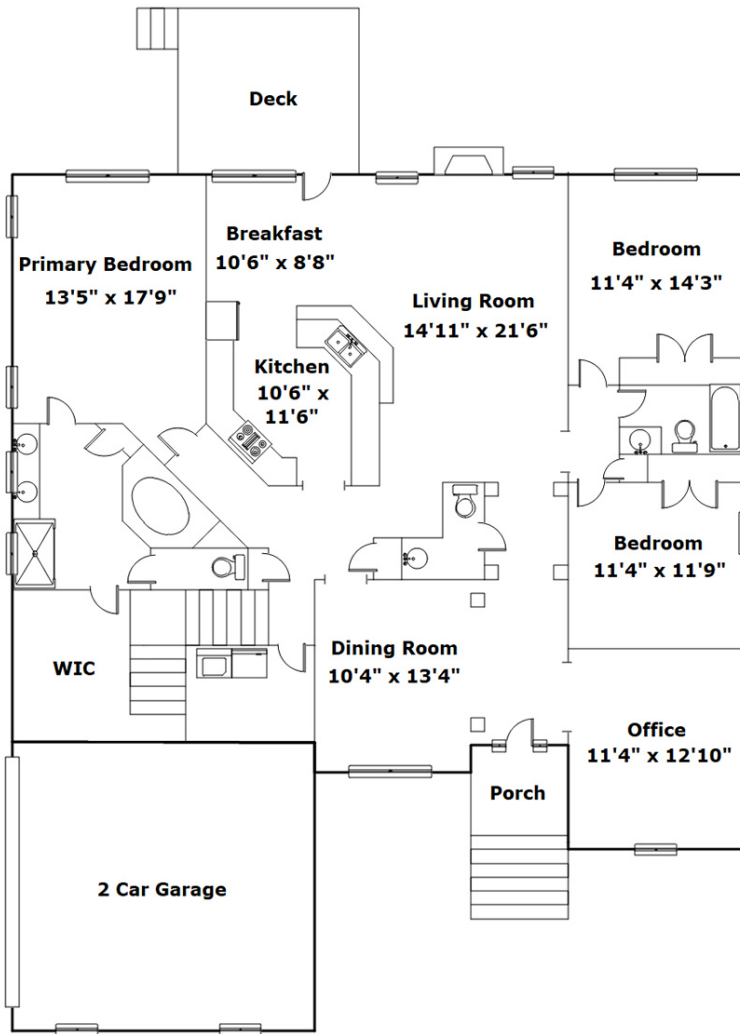 Deck
Breakfast
10'6" x 8'8"
Primary Bedroom
13'5" x 17'9"
Bedroom
11'4" x 14'3"
Living Room
14'11" x 21'6"
Kitchen
10'6" x
11'6"
Bedroom
11'4" x 11'9"
Dining Room
10'4" x 13'4"
WIC
Office
11'4" x 12'10"
Porch
2 Car Garage